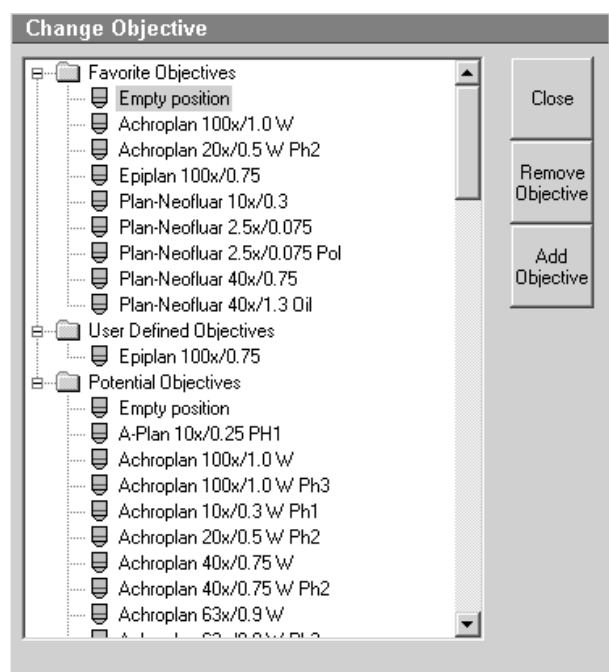 Change Objective
Favorite Objectives
Empty position
Achroplan 100x/1.0 W
Achroplan 20x/0.5 W Ph2
Epiplan 100x/0.75
Plan-Neofluar 10x/0.3
Plan-Neofluar 2.5x/0.075
Plan-Neofluar 2.5x/0.075 Pol
Plan-Neofluar 40x/0.75
Plan-Neofluar 40x/1.3 Oil
User Defined Objectives
Epiplan 100x/0.75
Potential Objectives
Empty position
A-Plan 10x/0.25 PH1
Achroplan 100x/1.0 W
Achroplan 100x/1.0 W Ph3
Achroplan 10x/0.3 W Ph1
Achroplan 20x/0.5 W Ph2
Achroplan 40x/0.75 W
Achroplan 40x/0.75 W Ph2
Achroplan 63x/0.9 W
Close
Remove
Objective
Add
Objective